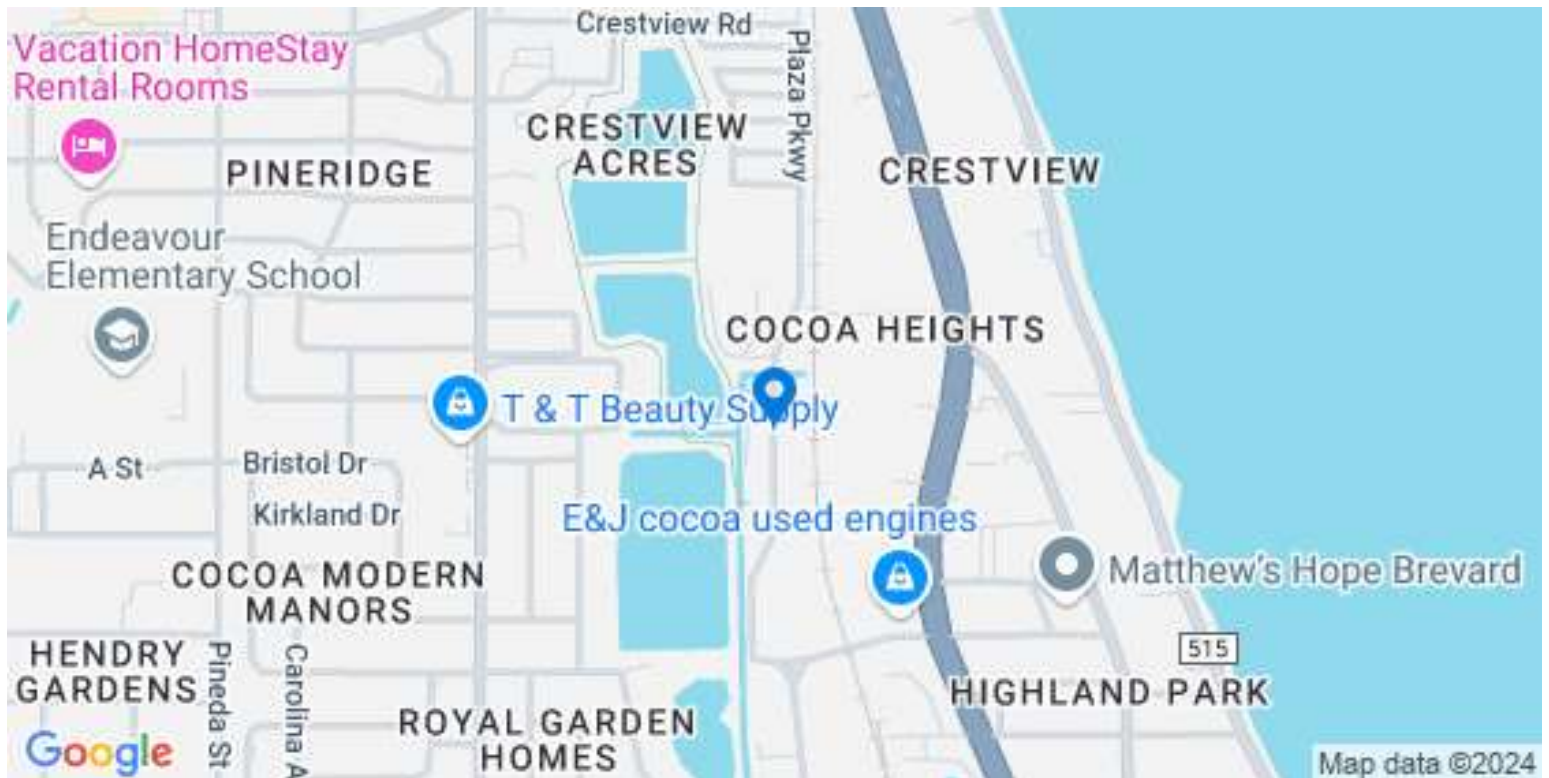 Crestview Rd
Plaza Pkwy
Vacation HomeStay
Rental Rooms
CRESTVIEW
ACRES
PINERIDGE
CRESTVIEW
Endeavour
Elementary School
COCOA HEIGHTS
T & T Beauty Supply
A St
Bristol Dr
Kirkland Dr
E&J cocoa used engines
COCOA MODERN
MANORS
Matthew's Hope Brevard
515
HENDRY
GARDENS
Pineda St
Carolina A
HIGHLAND PARK
ROYAL GARDEN
HOMES
Google
Map data ©2024